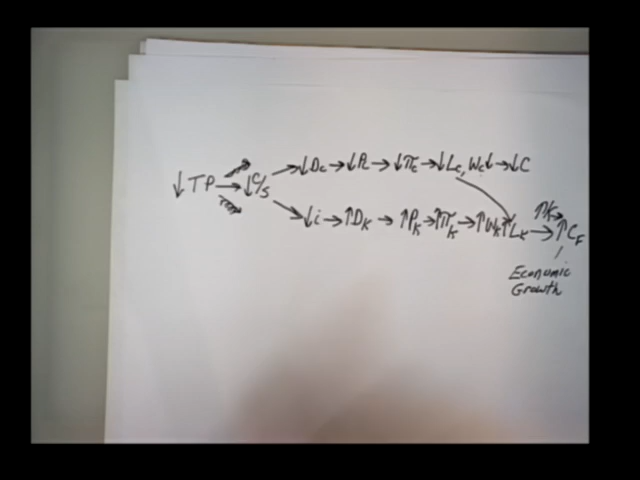 ↓TP → ↓C/S
→ ↓Dc → ↓Pc → ↓πc → ↓Lc, Wc↓ → ↓C
→ ↓i → ↑DK → ↑PK → ↑πK → ↑WK↑LK → ↑CF
↑K→
Economic
Growth